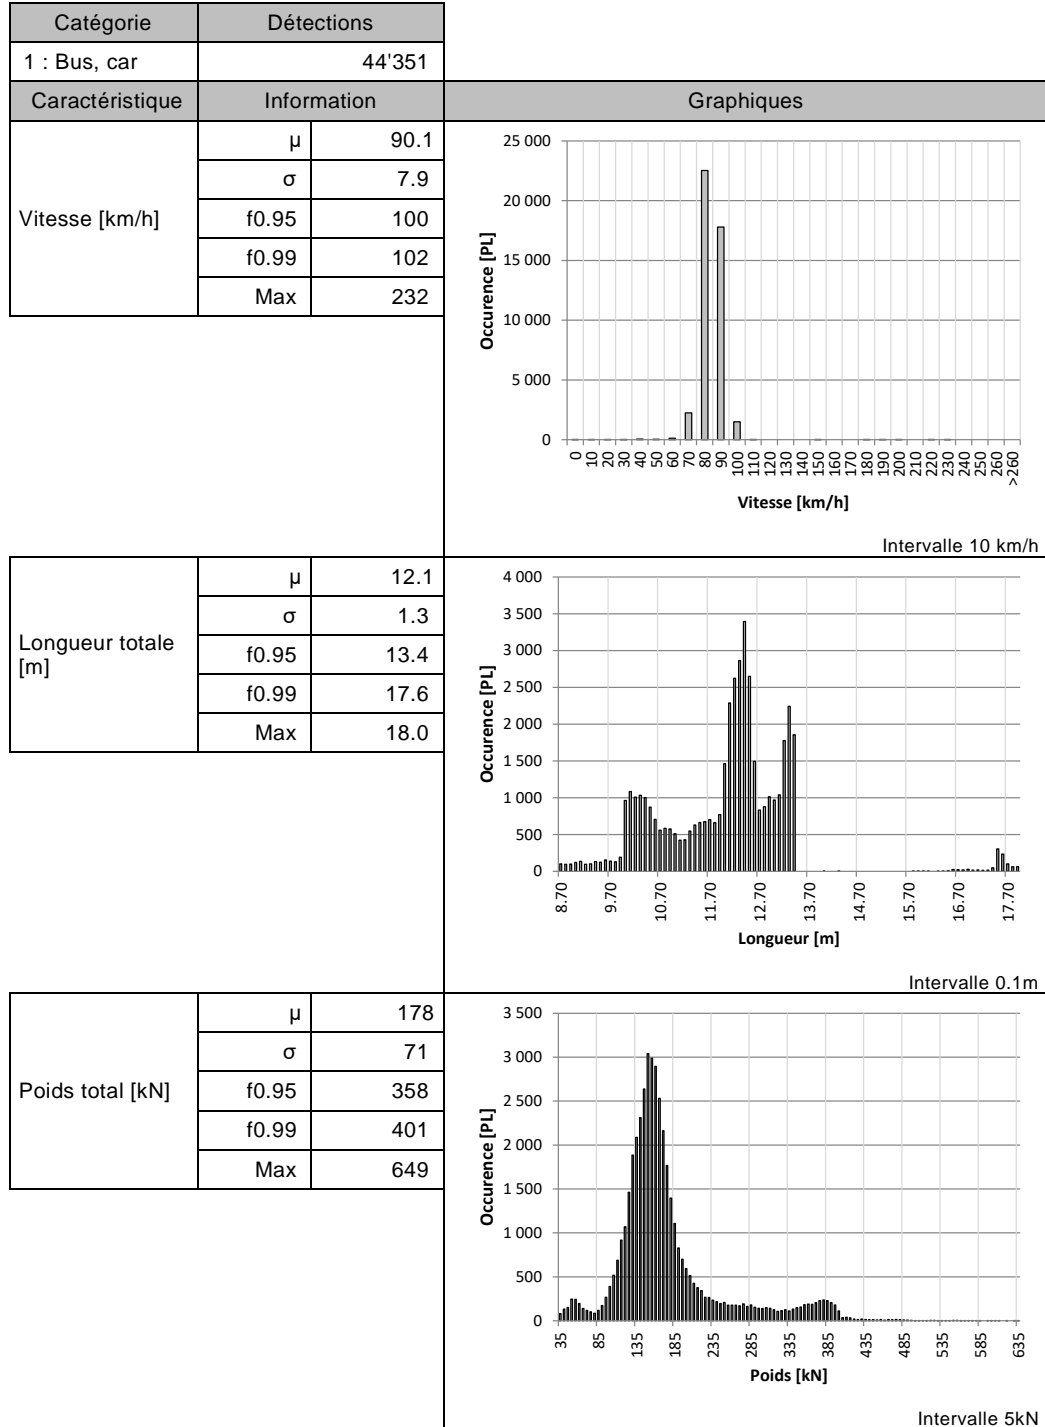 Catégorie Détections
1 : Bus, car 44'351
Caractéristique Information Graphiques
Vitesse [km/h]
µ 90.1
σ 7.9
f0.95 100
f0.99 102
Max 232
25 000
20 000
15 000
10 000
5 000
0
Occurence [PL]
0 10 20 30 40 50 60 70 80 90 100 110 120 130 140 150 160 170 180 190 200 210 220 230 240 250 260 >260
Vitesse [km/h]
Intervalle 10 km/h
Longueur totale
[m]
µ 12.1
σ 1.3
f0.95 13.4
f0.99 17.6
Max 18.0
4 000
3 500
3 000
2 500
2 000
1 500
1 000
500
0
Occurence [PL]
8.70 9.70 10.70 11.70 12.70 13.70 14.70 15.70 16.70 17.70
Longueur [m]
Intervalle 0.1m
Poids total [kN]
µ 178
σ 71
f0.95 358
f0.99 401
Max 649
3 500
3 000
2 500
2 000
1 500
1 000
500
0
Occurence [PL]
35 85 135 185 235 285 335 385 435 485 535 585 635
Poids [kN]
Intervalle 5kN